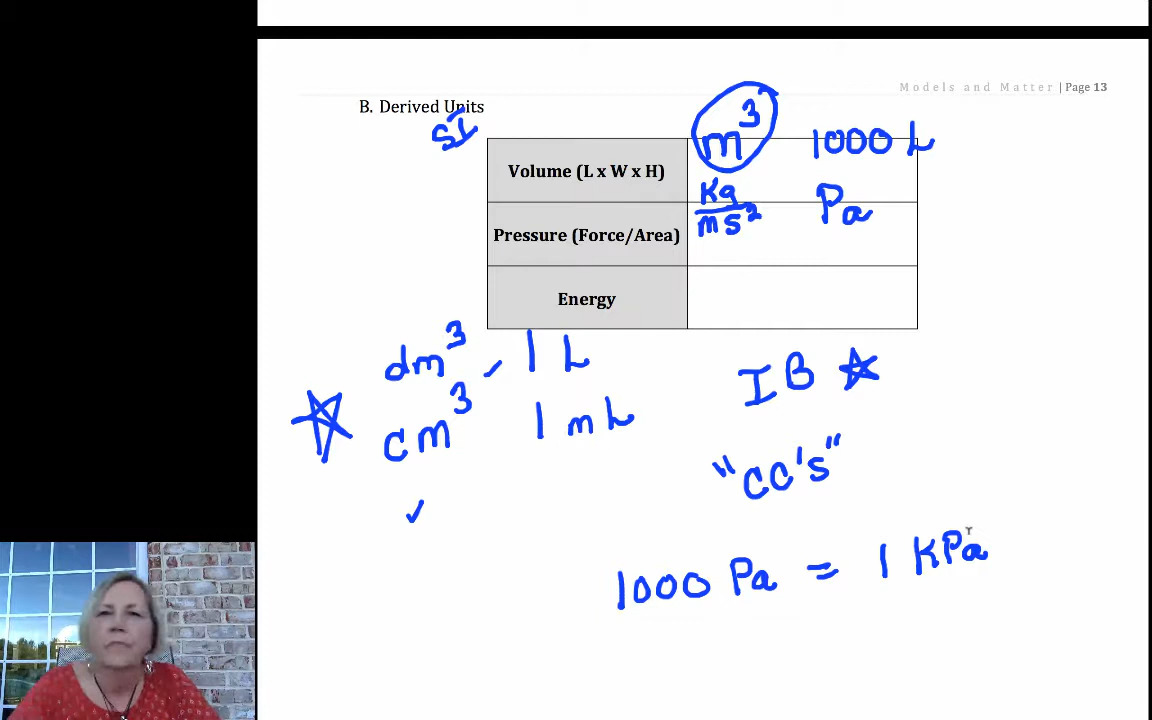 Models and Matter | Page 13
B. Derived Units
SI
m³ 1000 L
Volume (L x W x H)
Kg/ms² Pa
Pressure (Force/Area)
Energy
dm³ - 1 L
IB
cm³ 1 mL
"CC's"
1000 Pa = 1 KPa